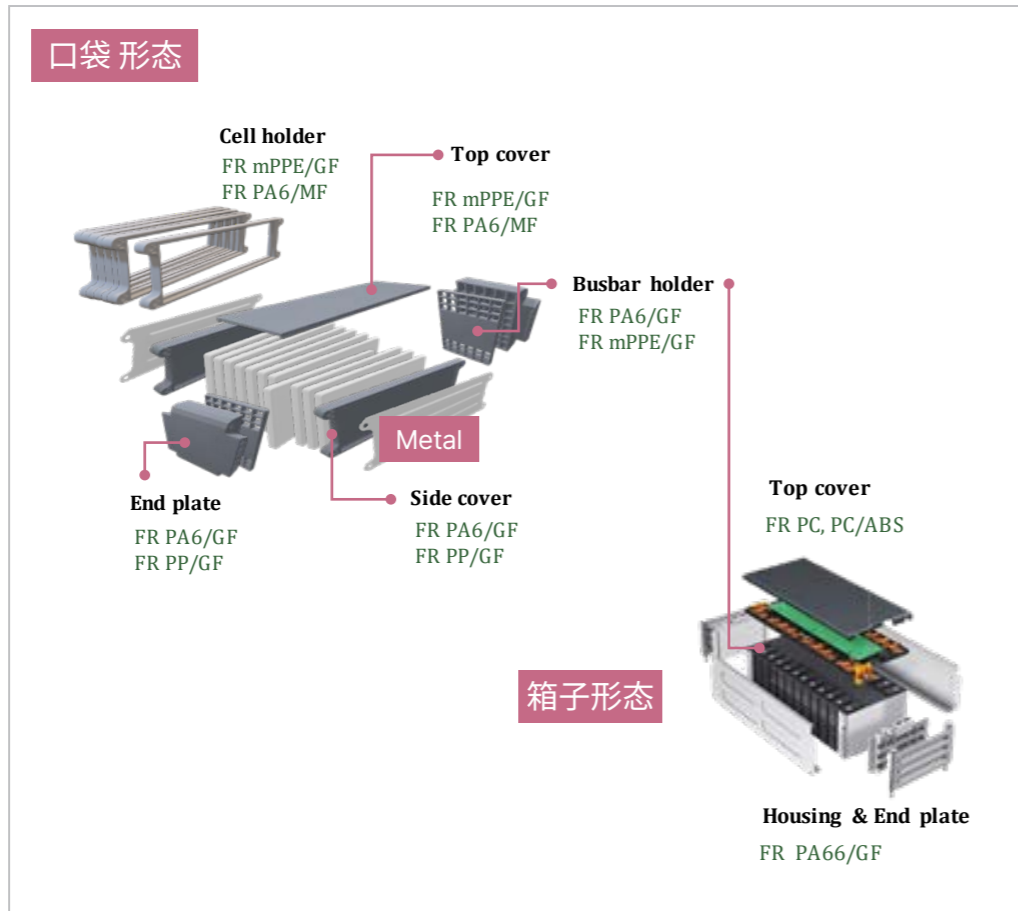 口袋 形态
Cell holder
FR mPPE/GF
FR PA6/MF
Top cover
FR mPPE/GF
FR PA6/MF
Busbar holder
FR PA6/GF
FR mPPE/GF
Metal
End plate
FR PA6/GF
FR PP/GF
Side cover
FR PA6/GF
FR PP/GF
Top cover
FR PC, PC/ABS
箱子形态
Housing & End plate
FR PA66/GF